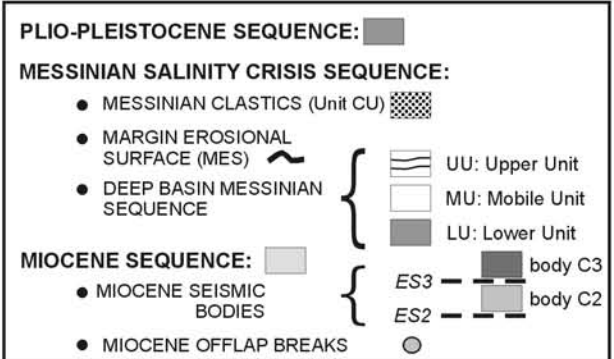 PLIO-PLEISTOCENE SEQUENCE:
MESSINIAN SALINITY CRISIS SEQUENCE:
● MESSINIAN CLASTICS (Unit CU)
● MARGIN EROSIONAL
SURFACE (MES)
● DEEP BASIN MESSINIAN
SEQUENCE
UU: Upper Unit
MU: Mobile Unit
LU: Lower Unit
MIOCENE SEQUENCE:
● MIOCENE SEISMIC
BODIES
ES3
body C3
ES2
body C2
● MIOCENE OFFLAP BREAKS